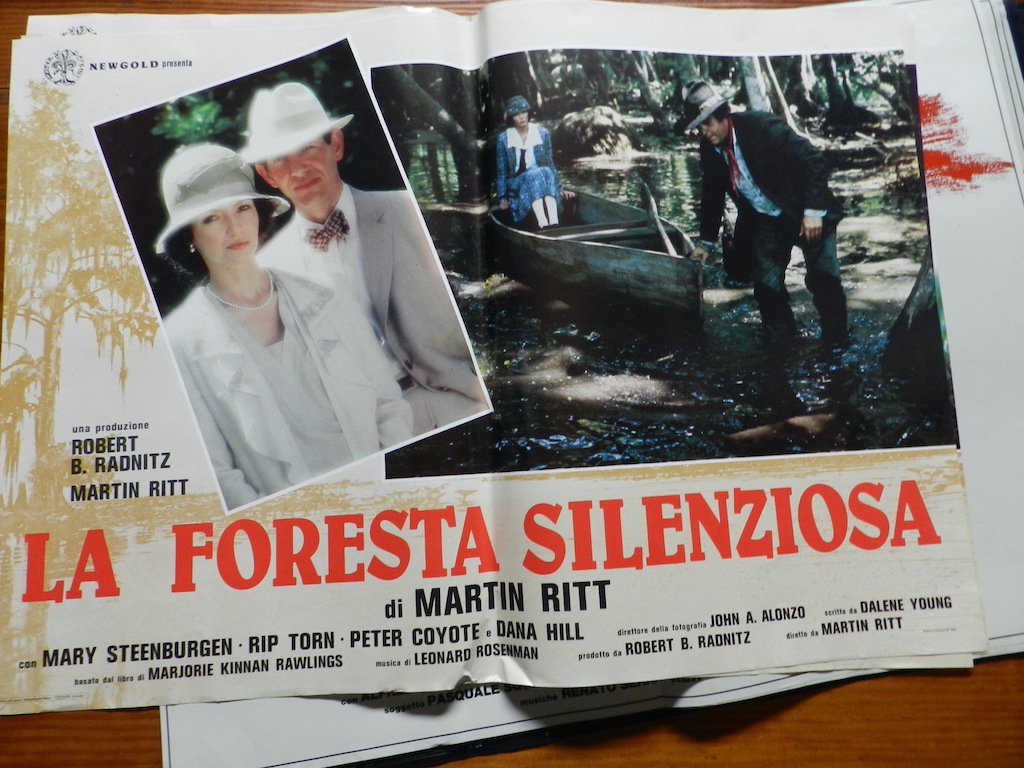 NEWGOLD presenta
una produzione
ROBERT
B. RADNITZ
MARTIN RITT
LA FORESTA SILENZIOSA
di MARTIN RITT
con MARY STEENBURGEN · RIP TORN · PETER COYOTE e DANA HILL
basato dal libro di MARJORIE KINNAN RAWLINGS
musica di LEONARD ROSENMAN
direttore della fotografia JOHN A. ALONZO scritto da DALENE YOUNG
prodotto da ROBERT B. RADNITZ diretto da MARTIN RITT
soggetto PASQUALE
musiche RENATO